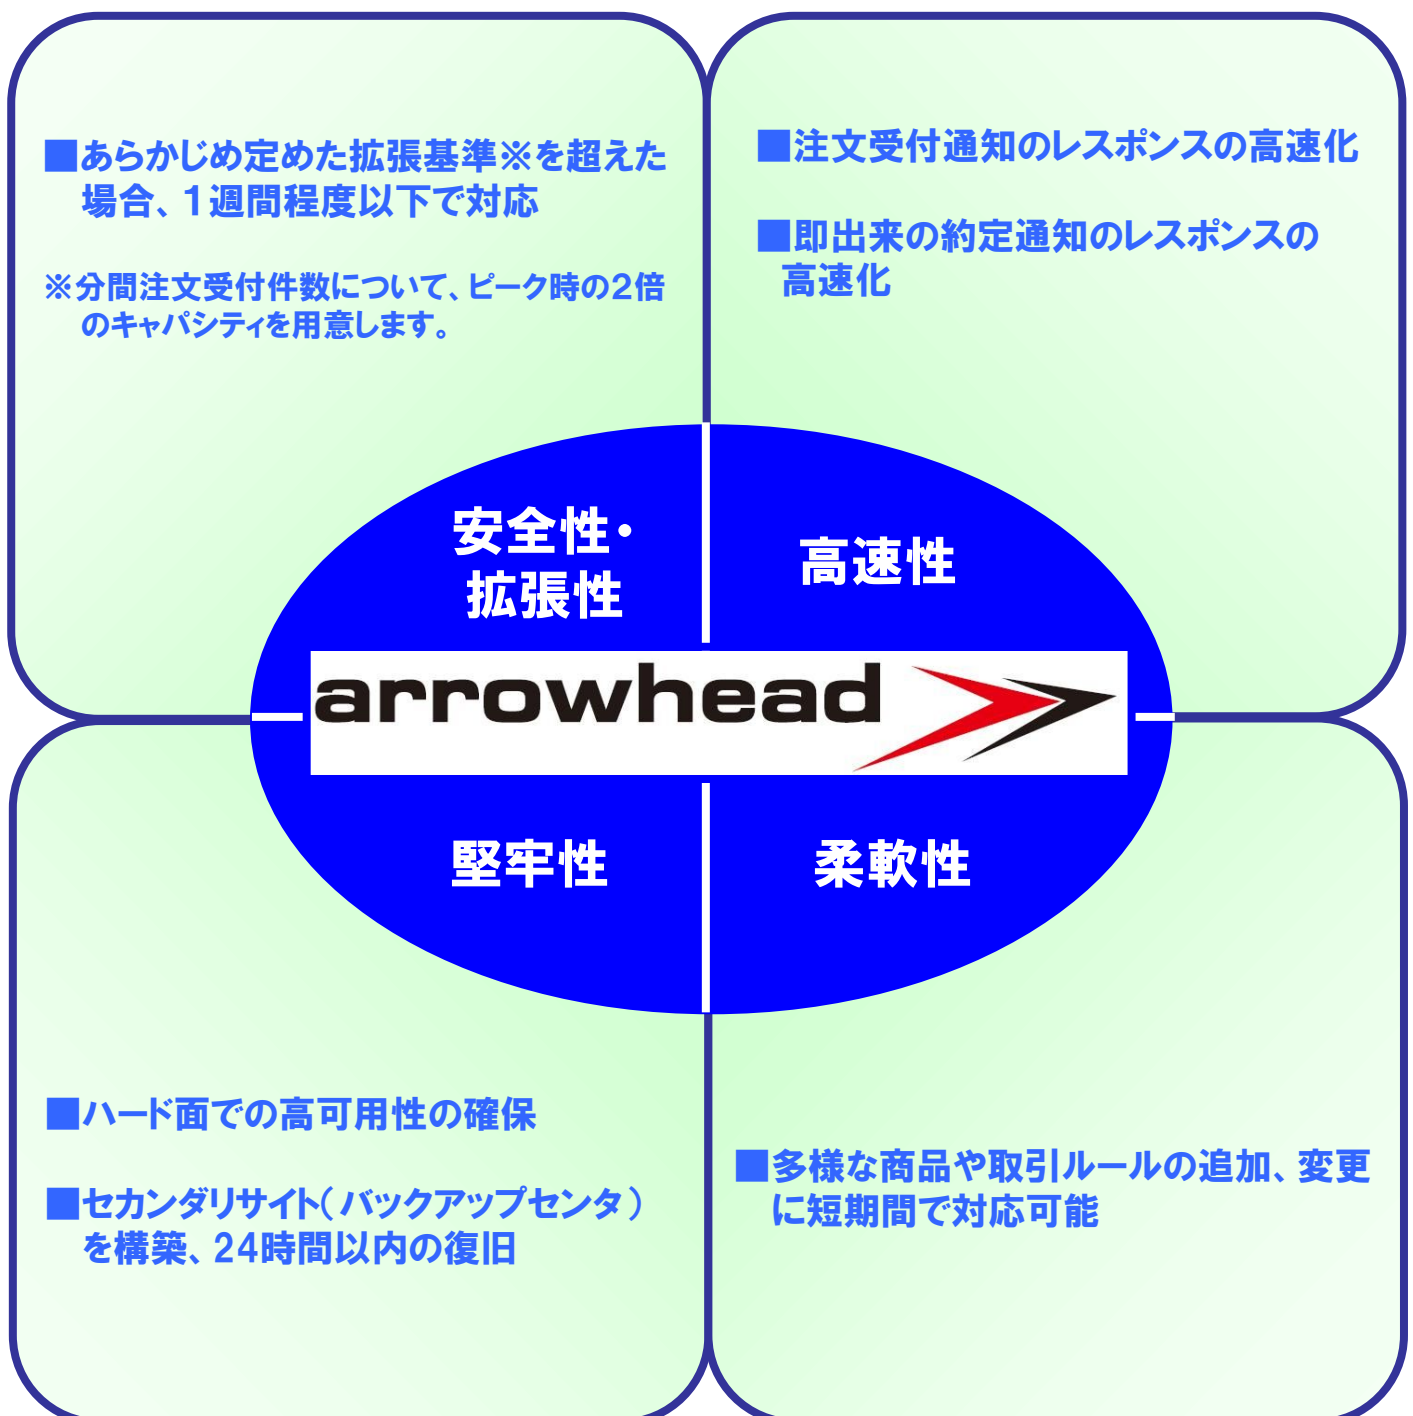 ■あらかじめ定めた拡張基準※を超えた
場合、1週間程度以下で対応
※分間注文受付件数について、ピーク時の2倍
のキャパシティを用意します。
■注文受付通知のレスポンスの高速化
■即出来の約定通知のレスポンスの
高速化
安全性・
拡張性
高速性
arrowhead
堅牢性
柔軟性
■ハード面での高可用性の確保
■セカンダリサイト(バックアップセンタ)
を構築、24時間以内の復旧
■多様な商品や取引ルールの追加、変更
に短期間で対応可能